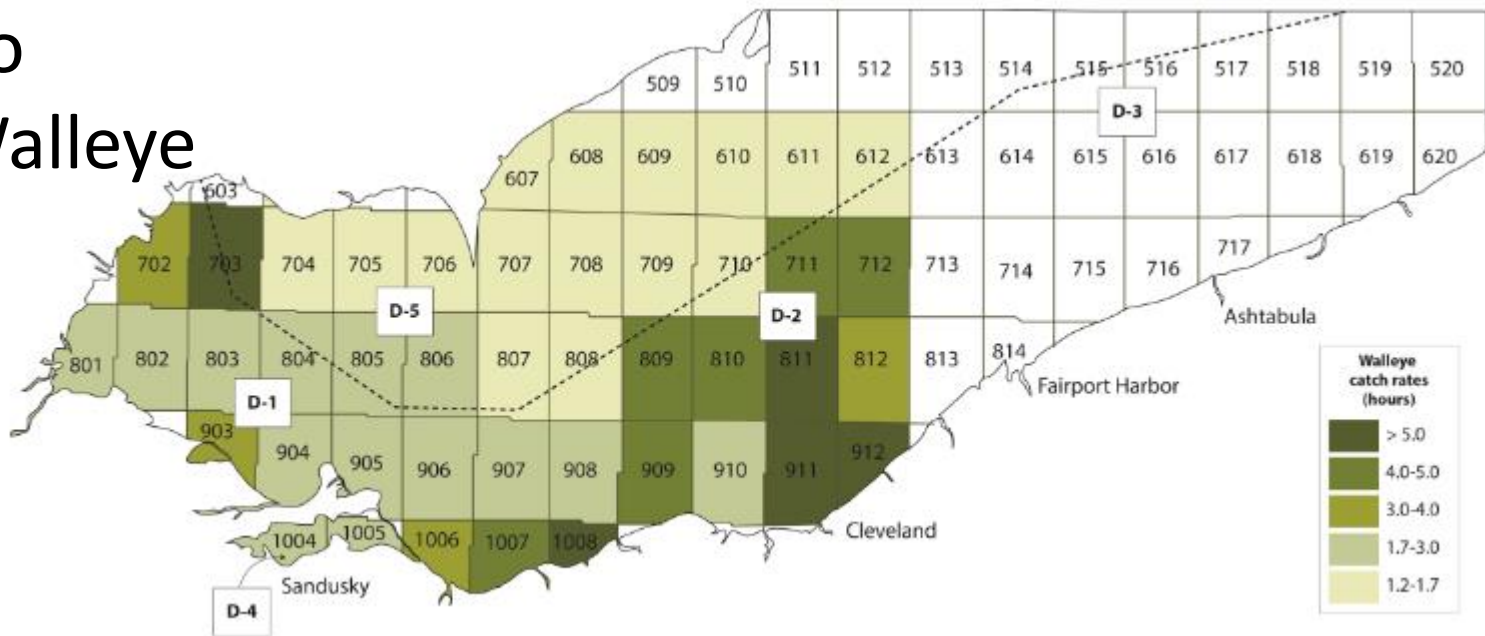 o
Walleye
511 512 513 514 515 516 517 518 519 520
509 510
D-3
608 609 610 611 612 613 614 615 616 617 618 619 620
607
603
702 703 704 705 706 707 708 709 710 711 712 713 714 715 716 717
D-5
D-2
Ashtabula
801 802 803 804 805 806 807 808 809 810 811 812 813 814
Fairport Harbor
D-1
903 904 905 906 907 908 909 910 911 912
Cleveland
1004 1005 1006 1007 1008
Sandusky
D-4
Walleye
catch rates
(hours)
> 5.0
4.0-5.0
3.0-4.0
1.7-3.0
1.2-1.7